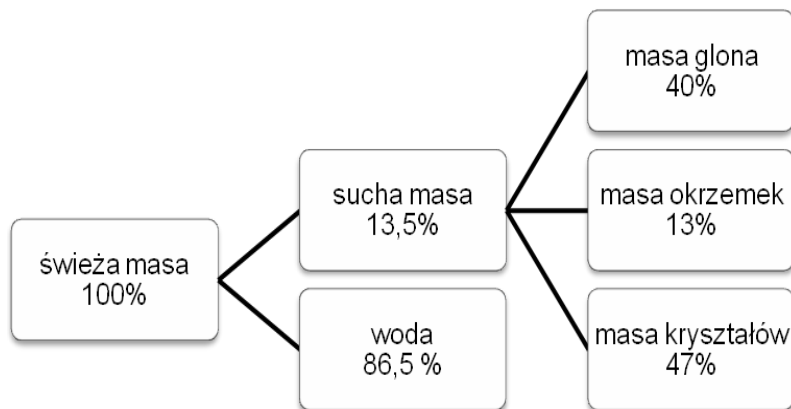 świeża masa
100%
sucha masa
13,5%
woda
86,5 %
masa glona
40%
masa okrzemek
13%
masa kryształów
47%